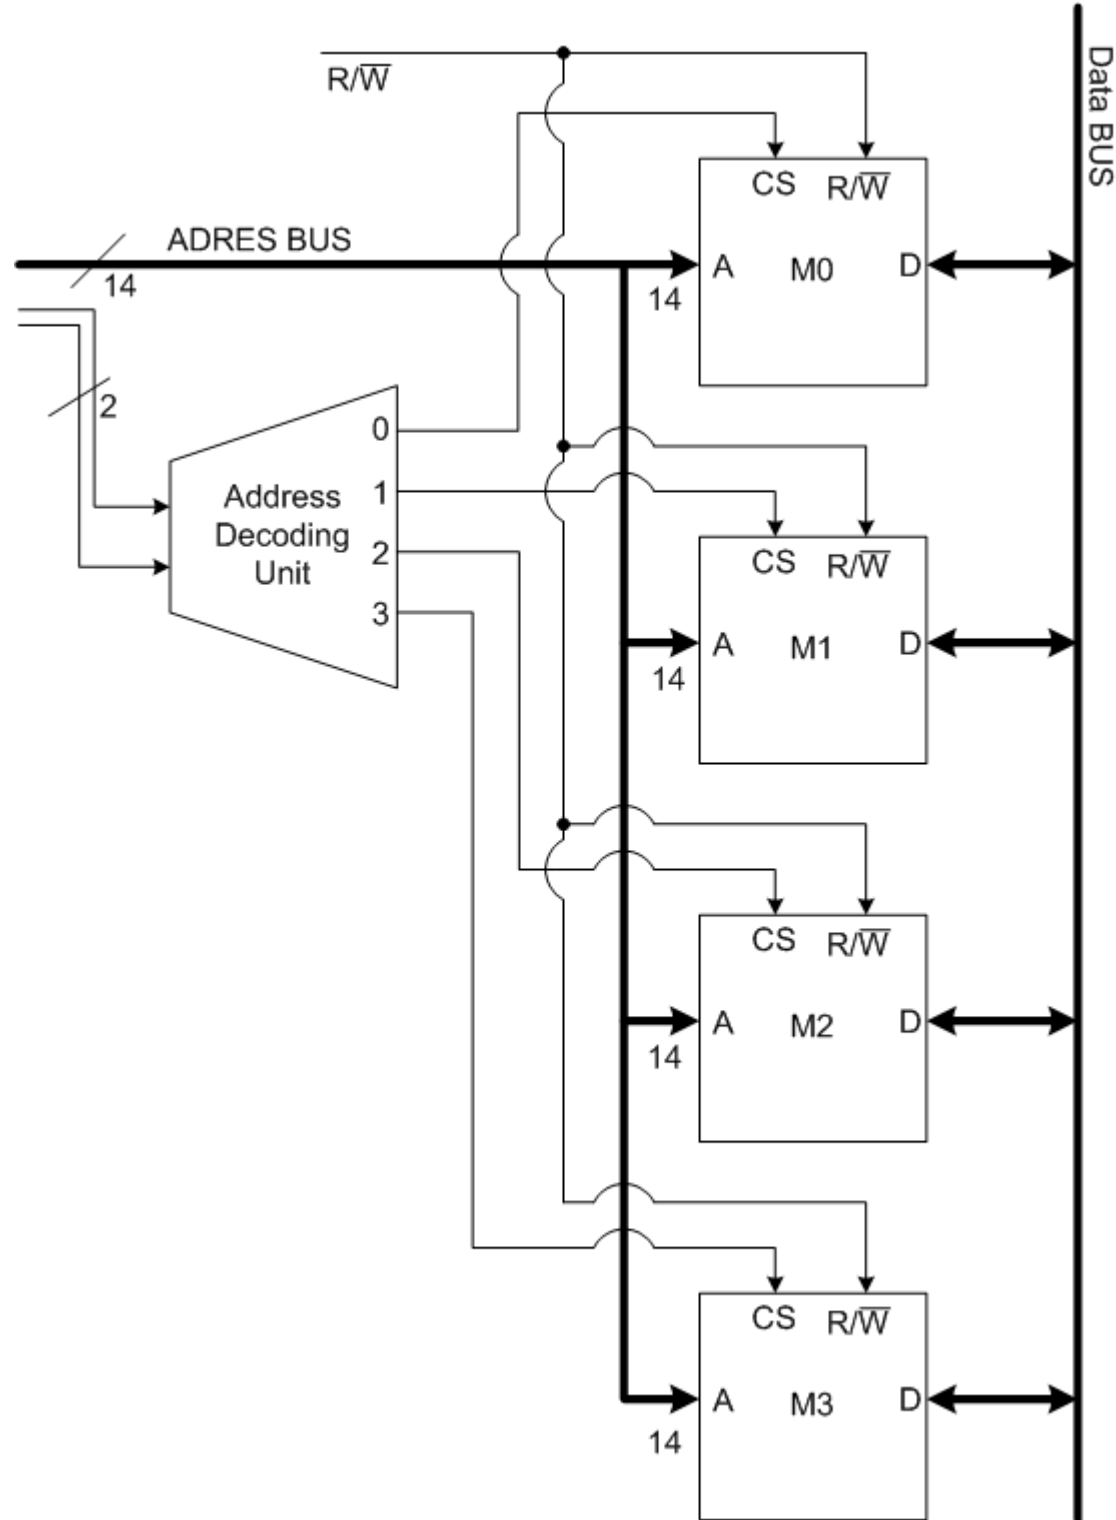 R/W̅
Data BUS
CS R/W̅
ADRES BUS
14
A M0 D
14
2
0
Address
Decoding
Unit
1
2
3
CS R/W̅
A M1 D
14
CS R/W̅
A M2 D
14
CS R/W̅
A M3 D
14